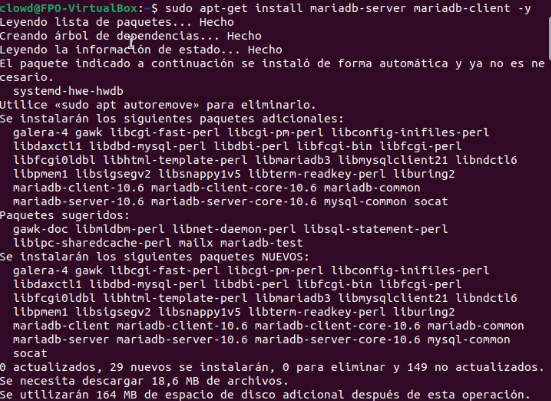 clowd@FPO-VirtualBox:~$ sudo apt-get install mariadb-server mariadb-client -y
Leyendo lista de paquetes... Hecho
Creando árbol de dependencias... Hecho
Leyendo la información de estado... Hecho
El paquete indicado a continuación se instaló de forma automática y ya no es ne
cesario.
  systemd-hwe-hwdb
Utilice «sudo apt autoremove» para eliminarlo.
Se instalarán los siguientes paquetes adicionales:
  galera-4 gawk libcgi-fast-perl libcgi-pm-perl libconfig-inifiles-perl
  libdaxctl1 libdbd-mysql-perl libdbi-perl libfcgi-bin libfcgi-perl
  libfcgi0ldbl libhtml-template-perl libmariadb3 libmysqlclient21 libndctl6
  libpmem1 libsigsegv2 libsnappy1v5 libterm-readkey-perl liburing2
  mariadb-client-10.6 mariadb-client-core-10.6 mariadb-common
  mariadb-server-10.6 mariadb-server-core-10.6 mysql-common socat
Paquetes sugeridos:
  gawk-doc libmldbm-perl libnet-daemon-perl libsql-statement-perl
  libipc-sharedcache-perl mailx mariadb-test
Se instalarán los siguientes paquetes NUEVOS:
  galera-4 gawk libcgi-fast-perl libcgi-pm-perl libconfig-inifiles-perl
  libdaxctl1 libdbd-mysql-perl libdbi-perl libfcgi-bin libfcgi-perl
  libfcgi0ldbl libhtml-template-perl libmariadb3 libmysqlclient21 libndctl6
  libpmem1 libsigsegv2 libsnappy1v5 libterm-readkey-perl liburing2
  mariadb-client mariadb-client-10.6 mariadb-client-core-10.6 mariadb-common
  mariadb-server mariadb-server-10.6 mariadb-server-core-10.6 mysql-common
  socat
0 actualizados, 29 nuevos se instalarán, 0 para eliminar y 149 no actualizados.
Se necesita descargar 18,6 MB de archivos.
Se utilizarán 164 MB de espacio de disco adicional después de esta operación.